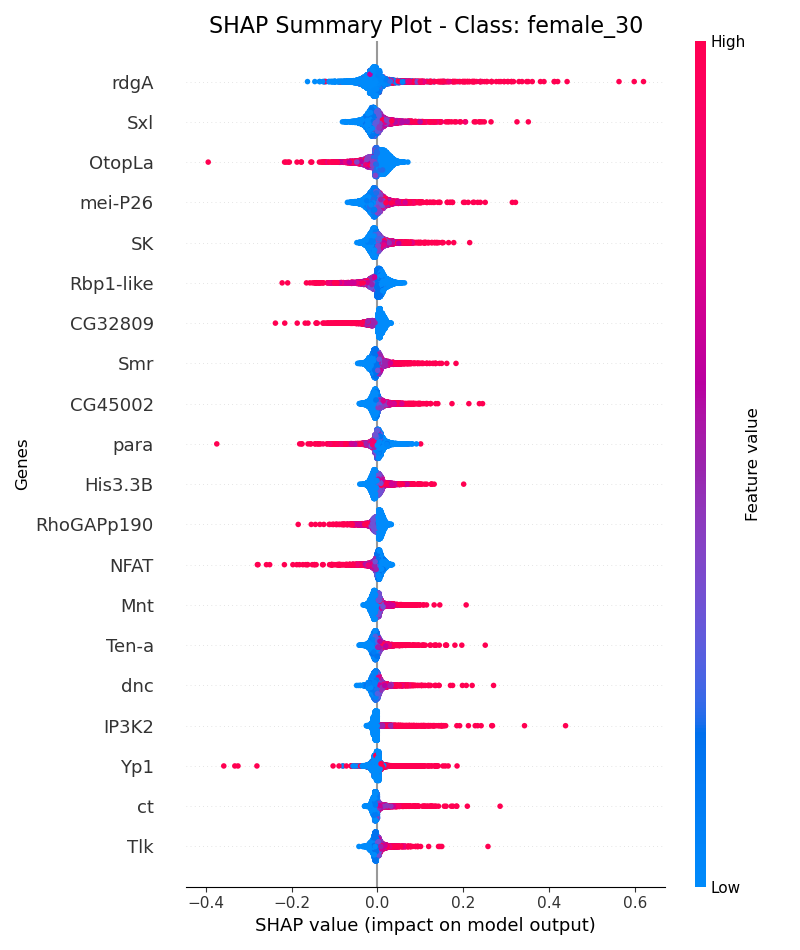 SHAP Summary Plot - Class: female_30
High
rdgA
Sxl
OtopLa
mei-P26
SK
Rbp1-like
CG32809
Smr
CG45002
para
His3.3B
RhoGAPp190
NFAT
Mnt
Ten-a
dnc
IP3K2
Yp1
ct
Tlk
Genes
Feature value
Low
−0.4 −0.2 0.0 0.2 0.4 0.6
SHAP value (impact on model output)